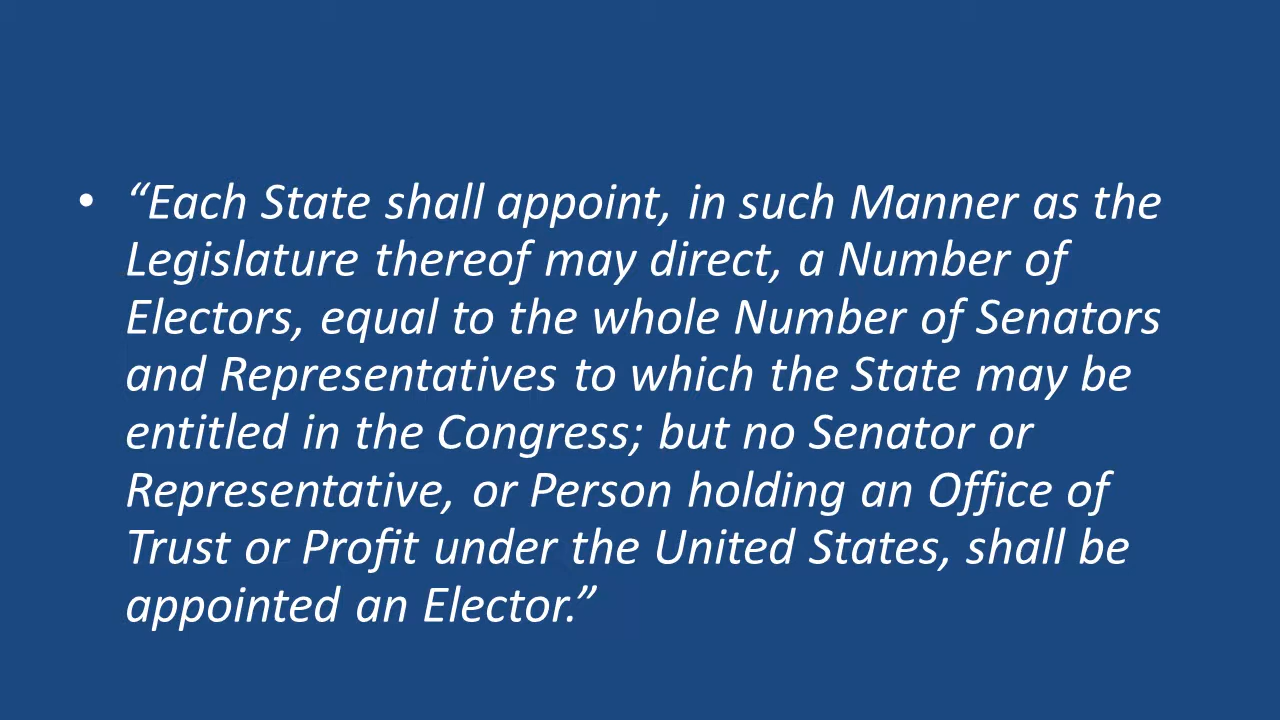 • “Each State shall appoint, in such Manner as the
Legislature thereof may direct, a Number of
Electors, equal to the whole Number of Senators
and Representatives to which the State may be
entitled in the Congress; but no Senator or
Representative, or Person holding an Office of
Trust or Profit under the United States, shall be
appointed an Elector.”